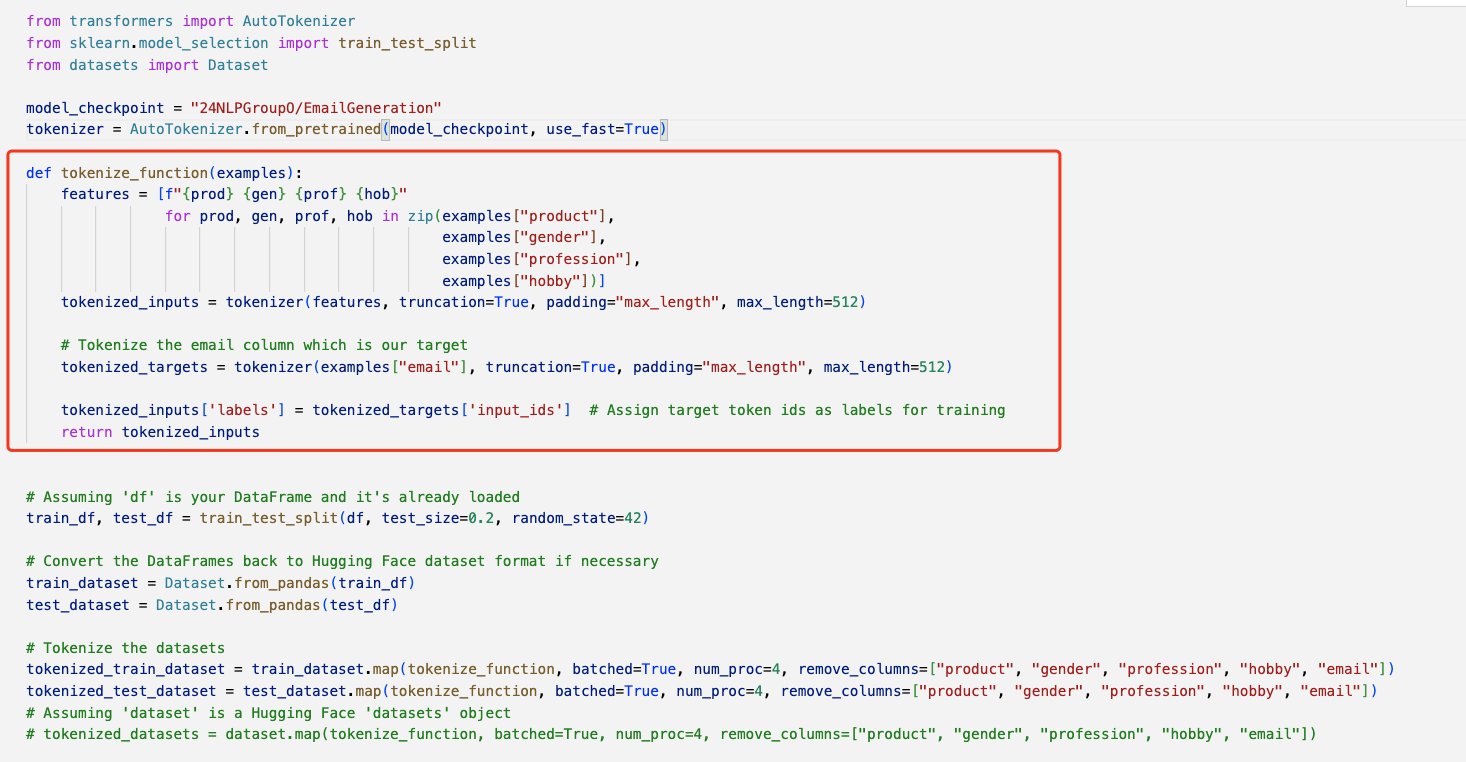 from transformers import AutoTokenizer
from sklearn.model_selection import train_test_split
from datasets import Dataset

model_checkpoint = "24NLPGroupO/EmailGeneration"
tokenizer = AutoTokenizer.from_pretrained(model_checkpoint, use_fast=True)

def tokenize_function(examples):
    features = [f"{prod} {gen} {prof} {hob}"
                for prod, gen, prof, hob in zip(examples["product"],
                                                examples["gender"],
                                                examples["profession"],
                                                examples["hobby"])]
    tokenized_inputs = tokenizer(features, truncation=True, padding="max_length", max_length=512)

    # Tokenize the email column which is our target
    tokenized_targets = tokenizer(examples["email"], truncation=True, padding="max_length", max_length=512)

    tokenized_inputs['labels'] = tokenized_targets['input_ids']  # Assign target token ids as labels for training
    return tokenized_inputs


# Assuming 'df' is your DataFrame and it's already loaded
train_df, test_df = train_test_split(df, test_size=0.2, random_state=42)

# Convert the DataFrames back to Hugging Face dataset format if necessary
train_dataset = Dataset.from_pandas(train_df)
test_dataset = Dataset.from_pandas(test_df)

# Tokenize the datasets
tokenized_train_dataset = train_dataset.map(tokenize_function, batched=True, num_proc=4, remove_columns=["product", "gender", "profession", "hobby", "email"])
tokenized_test_dataset = test_dataset.map(tokenize_function, batched=True, num_proc=4, remove_columns=["product", "gender", "profession", "hobby", "email"])
# Assuming 'dataset' is a Hugging Face 'datasets' object
# tokenized_datasets = dataset.map(tokenize_function, batched=True, num_proc=4, remove_columns=["product", "gender", "profession", "hobby", "email"])